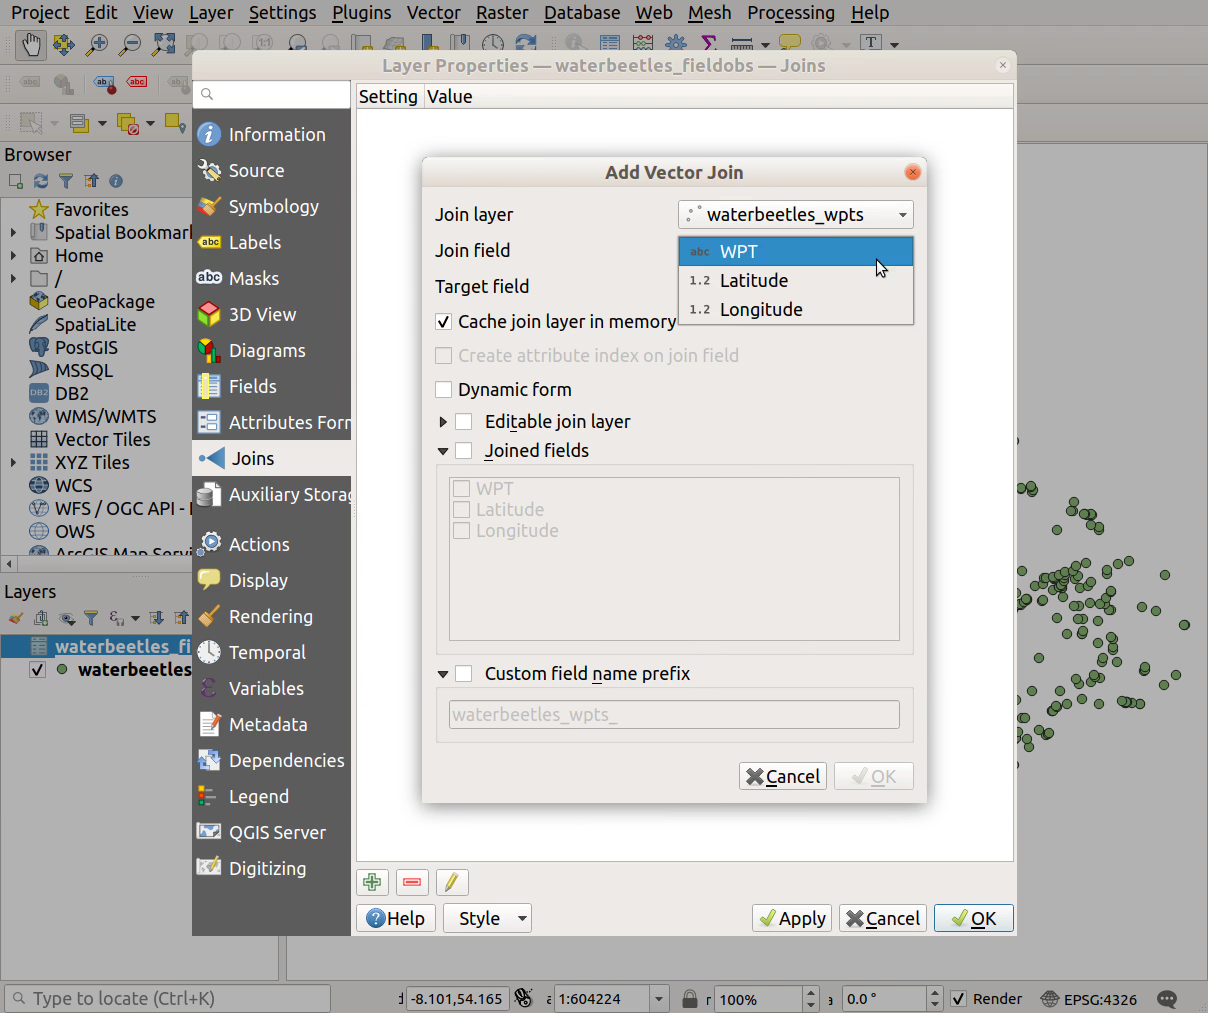 Project Edit View Layer Settings Plugins Vector Raster Database Web Mesh Processing Help
Layer Properties — waterbeetles_fieldobs — Joins
Setting Value
Browser
Favorites
Spatial Bookmar
Home
/
GeoPackage
SpatiaLite
PostGIS
MSSQL
DB2
WMS/WMTS
Vector Tiles
XYZ Tiles
WCS
WFS / OGC API -
OWS
ArcGIS Map Servi
Layers
waterbeetles_fi
waterbeetles
Information
Source
Symbology
abc Labels
abc Masks
3D View
Diagrams
Fields
Attributes Forr
Joins
Auxiliary Storag
Actions
Display
Rendering
Temporal
Variables
Metadata
Dependencies
Legend
QGIS Server
Digitizing
Add Vector Join
Join layer waterbeetles_wpts
Join field abc WPT
1.2 Latitude
Target field
1.2 Longitude
Cache join layer in memory
Create attribute index on join field
Dynamic form
Editable join layer
Joined fields
WPT
Latitude
Longitude
Custom field name prefix
waterbeetles_wpts_
Cancel OK
Help Style Apply Cancel OK
Type to locate (Ctrl+K) -8.101,54.165 1:604224 100% 0.0 ° Render EPSG:4326